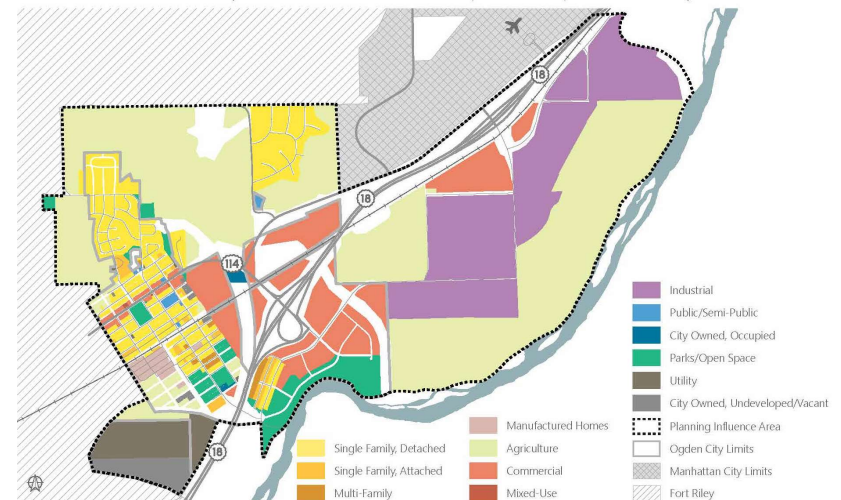 18
18
114
18
Industrial
Public/Semi-Public
City Owned, Occupied
Parks/Open Space
Utility
City Owned, Undeveloped/Vacant
Planning Influence Area
Ogden City Limits
Manhattan City Limits
Fort Riley
Manufactured Homes
Agriculture
Commercial
Mixed-Use
Single Family, Detached
Single Family, Attached
Multi-Family